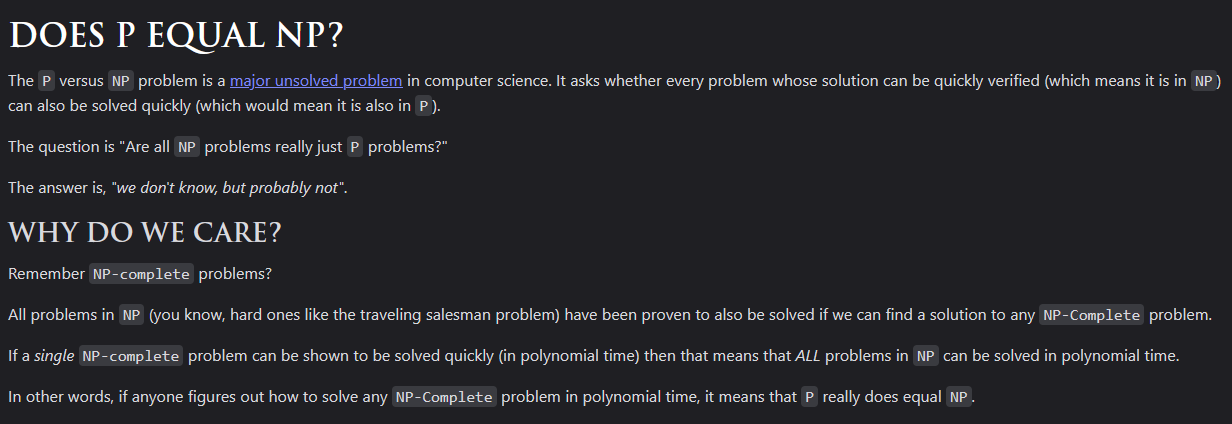 DOES P EQUAL NP?
The P versus NP problem is a major unsolved problem in computer science. It asks whether every problem whose solution can be quickly verified (which means it is in NP)
can also be solved quickly (which would mean it is also in P).
The question is "Are all NP problems really just P problems?"
The answer is, "we don't know, but probably not".
WHY DO WE CARE?
Remember NP-complete problems?
All problems in NP (you know, hard ones like the traveling salesman problem) have been proven to also be solved if we can find a solution to any NP-Complete problem.
If a single NP-complete problem can be shown to be solved quickly (in polynomial time) then that means that ALL problems in NP can be solved in polynomial time.
In other words, if anyone figures out how to solve any NP-Complete problem in polynomial time, it means that P really does equal NP.